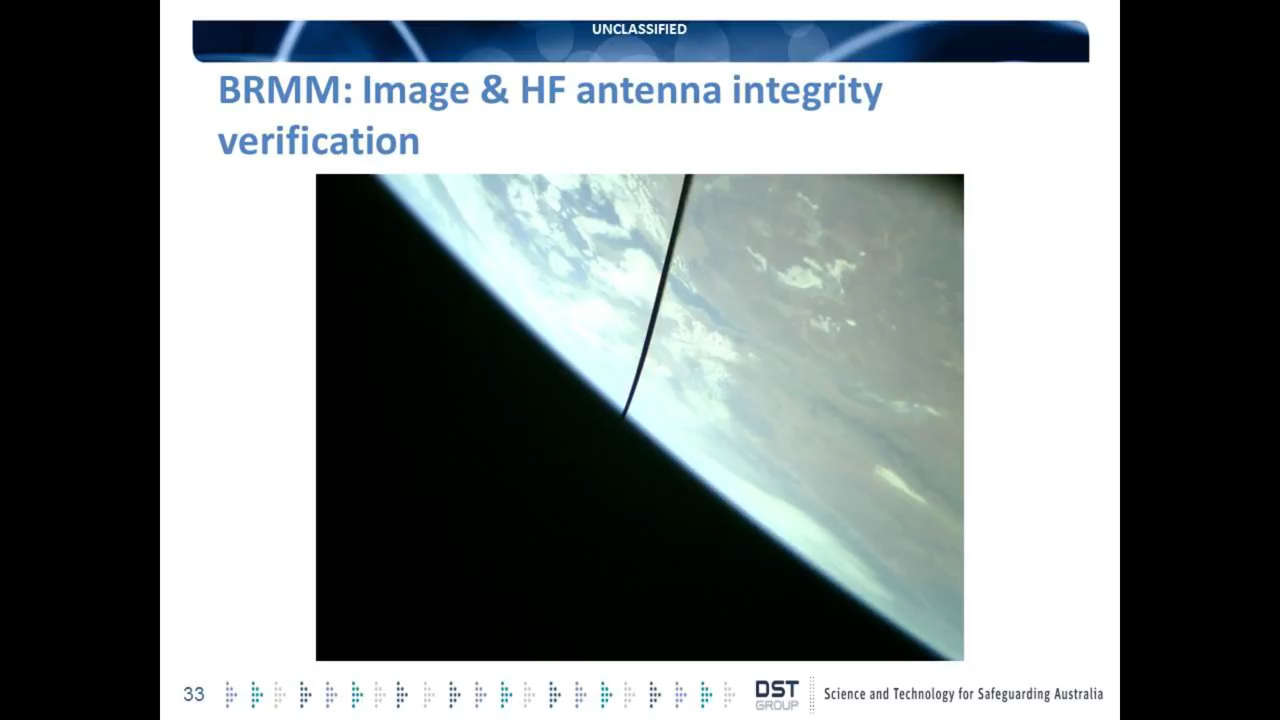 UNCLASSIFIED
BRMM: Image & HF antenna integrity
verification
33
DST
GROUP
Science and Technology for Safeguarding Australia